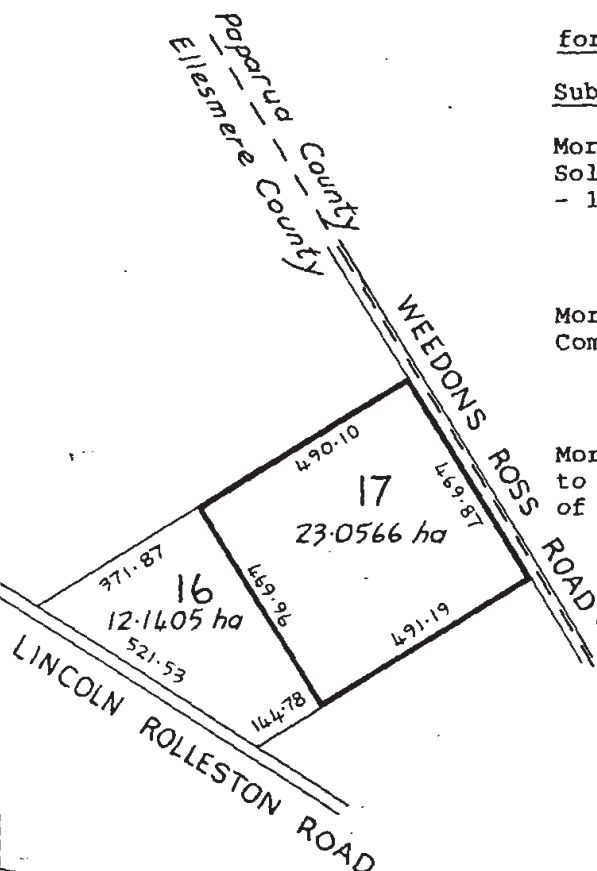 Paparua County
Ellesmere County
for
Sub
Mor
Sol
- 1
Mor
Com
Mor
to
of
WEEDONS ROSS ROAD
490.10
17
23.0566 ha
469.87
371.87
16
12.1405 ha
469.96
521.53
491.19
144.78
LINCOLN ROLLESTON ROAD